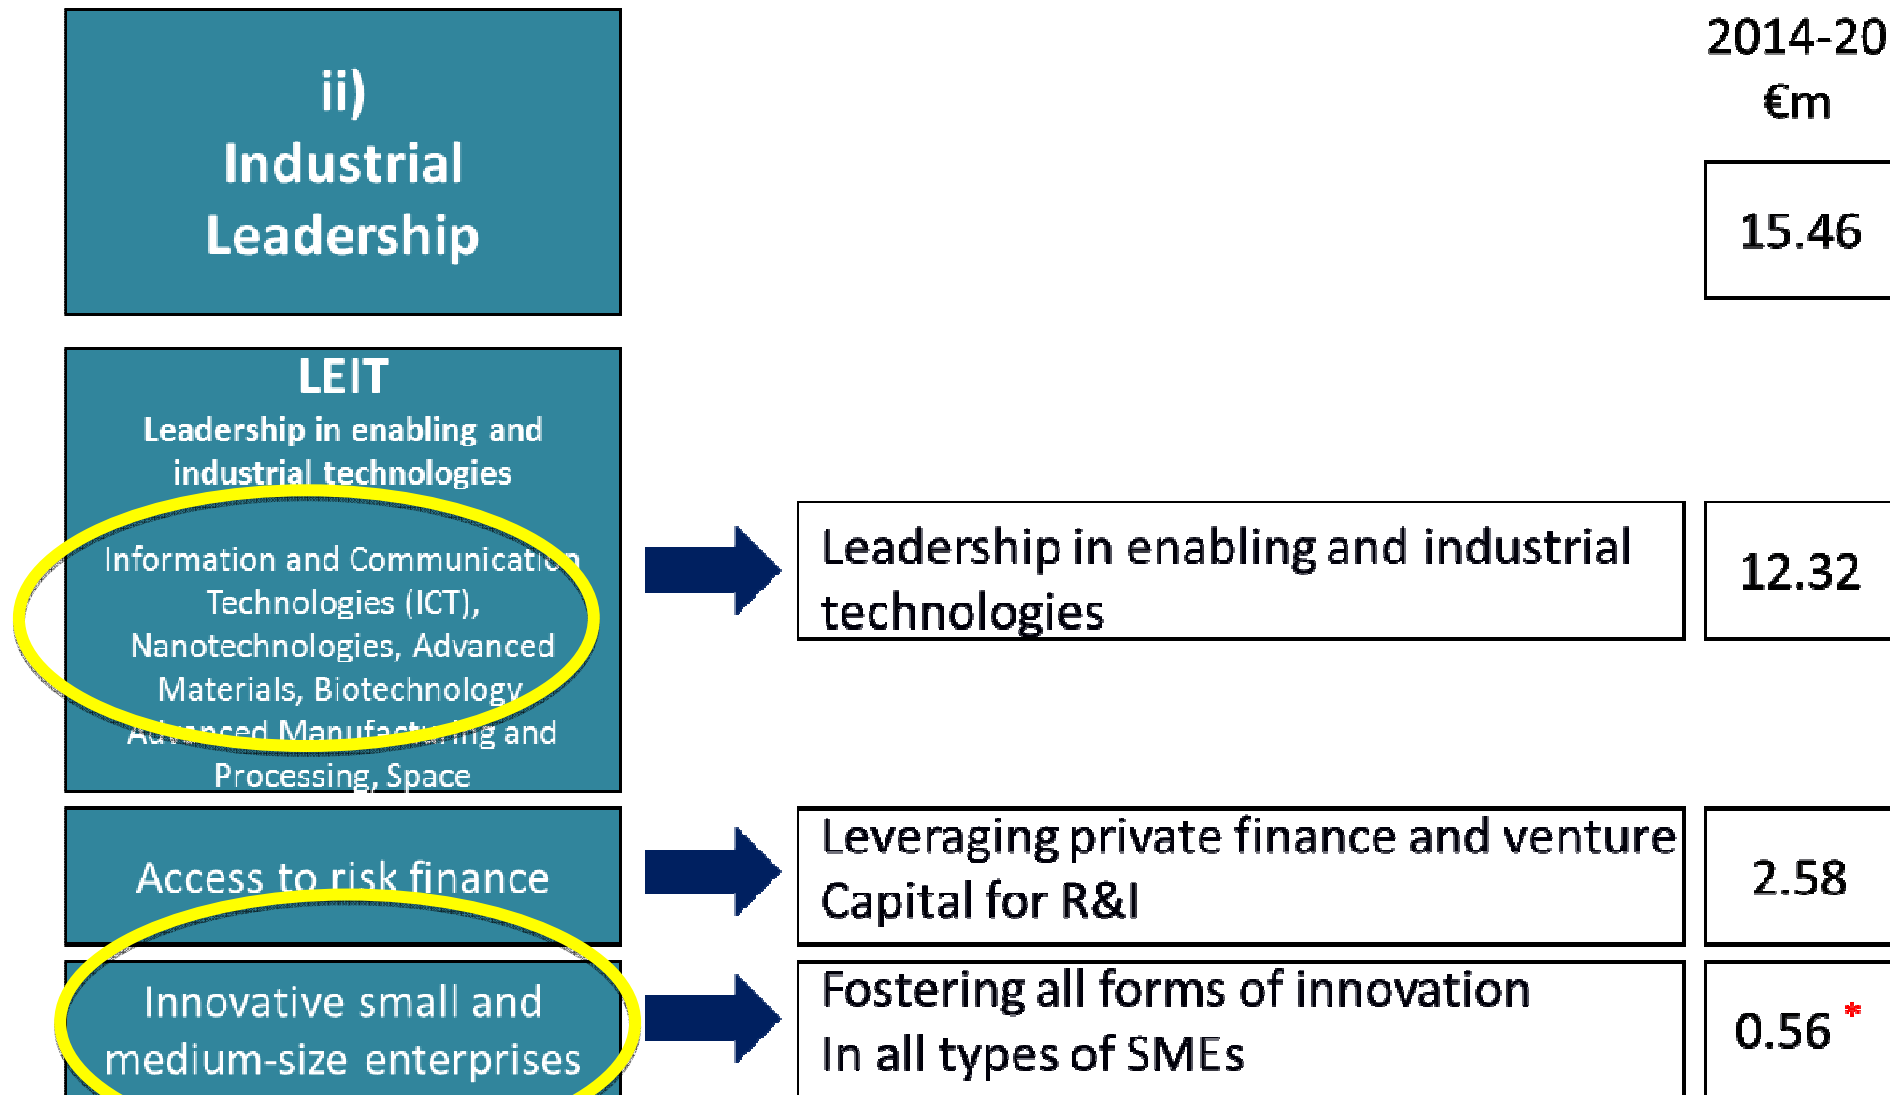 ii)
Industrial
Leadership
2014-20
€m
15.46
LEIT
Leadership in enabling and
industrial technologies
Information and Communication
Technologies (ICT),
Nanotechnologies, Advanced
Materials, Biotechnology
Advanced Manufacturing and
Processing, Space
Leadership in enabling and industrial
technologies
12.32
Access to risk finance
Leveraging private finance and venture
Capital for R&I
2.58
Innovative small and
medium-size enterprises
Fostering all forms of innovation
In all types of SMEs
0.56 *